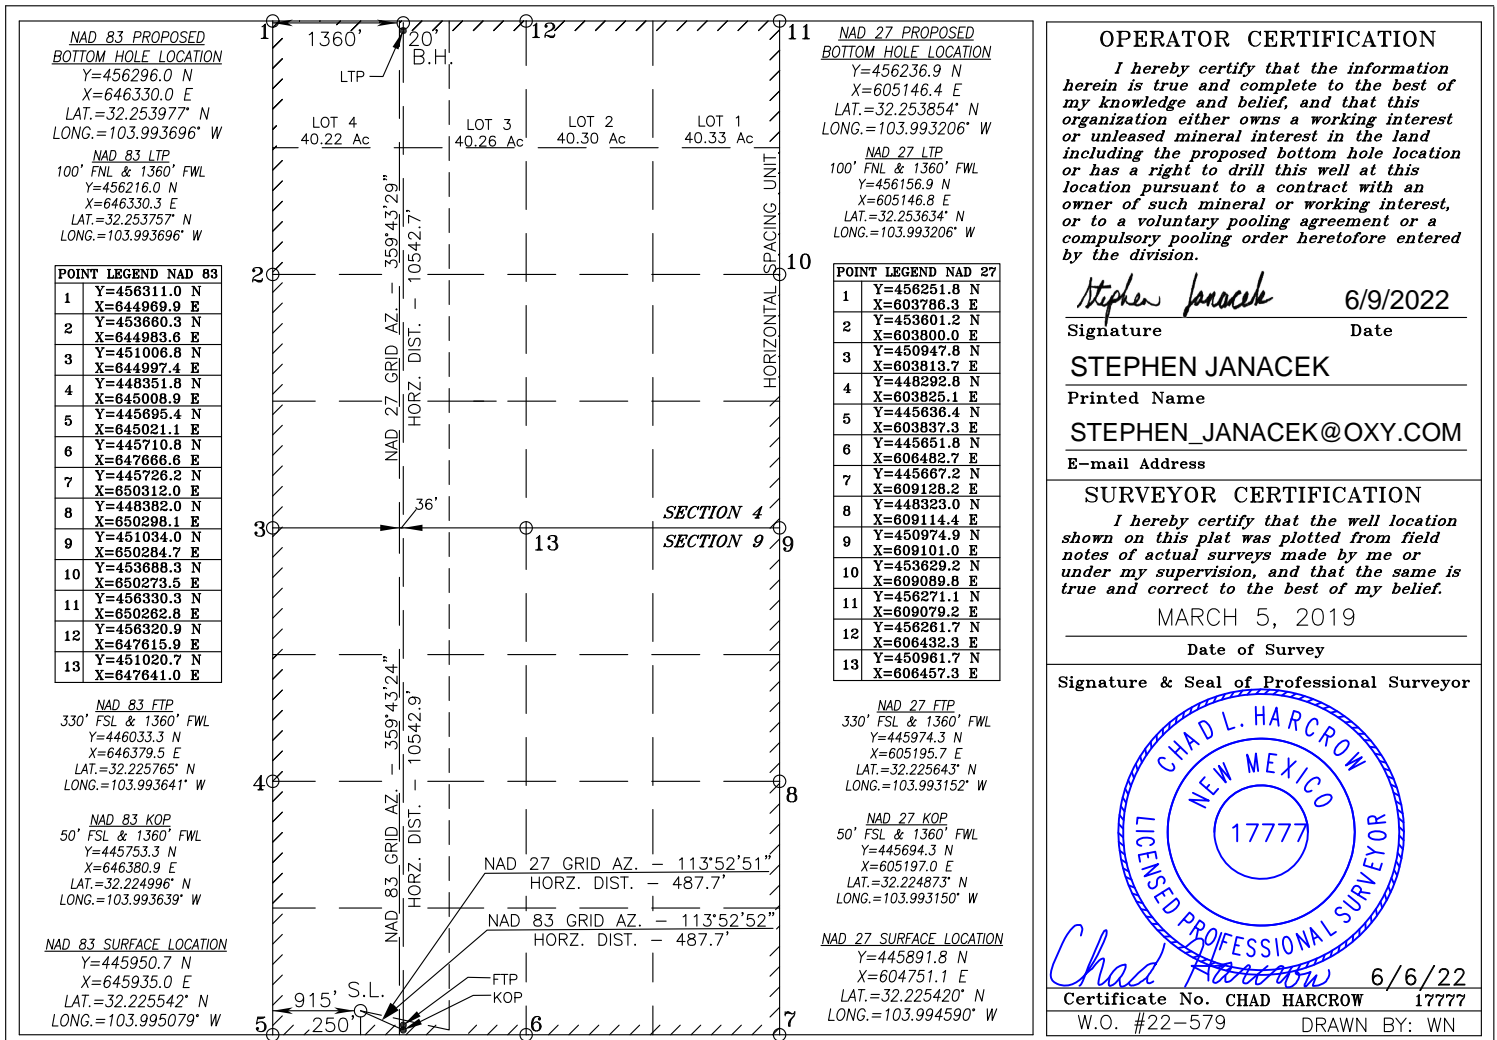 NAD 83 PROPOSED
BOTTOM HOLE LOCATION
Y=456296.0 N
X=646330.0 E
LAT.=32.253977° N
LONG.=103.993696° W
NAD 83 LTP
100' FNL & 1360' FWL
Y=456216.0 N
X=646330.3 E
LAT.=32.253757° N
LONG.=103.993696° W
POINT LEGEND NAD 83
1 Y=456311.0 N
X=644969.9 E
2 Y=453660.3 N
X=644983.6 E
3 Y=451006.8 N
X=644997.4 E
4 Y=448351.8 N
X=645008.9 E
5 Y=445695.4 N
X=645021.1 E
6 Y=445710.8 N
X=647666.6 E
7 Y=445726.2 N
X=650312.0 E
8 Y=448382.0 N
X=650298.1 E
9 Y=451034.0 N
X=650284.7 E
10 Y=453688.3 N
X=650273.5 E
11 Y=456330.3 N
X=650262.8 E
12 Y=456320.9 N
X=647615.9 E
13 Y=451020.7 N
X=647641.0 E
NAD 83 FTP
330' FSL & 1360' FWL
Y=446033.3 N
X=646379.5 E
LAT.=32.225765° N
LONG.=103.993641° W
NAD 83 KOP
50' FSL & 1360' FWL
Y=445753.3 N
X=646380.9 E
LAT.=32.224996° N
LONG.=103.993639° W
NAD 83 SURFACE LOCATION
Y=445950.7 N
X=645935.0 E
LAT.=32.225542° N
LONG.=103.995079° W
1
1360'
20'
B.H.
12
11
LTP
LOT 4
40.22 Ac
LOT 3
40.26 Ac
LOT 2
40.30 Ac
LOT 1
40.33 Ac
NAD 27 GRID AZ. - 359°43'29"
HORZ. DIST. - 10542.7'
HORIZONTAL SPACING UNIT
2
10
36'
SECTION 4
3
SECTION 9
13
9
NAD 83 GRID AZ. - 359°43'24"
HORZ. DIST. - 10542.9'
4
8
NAD 27 GRID AZ. - 113°52'51"
HORZ. DIST. - 487.7'
NAD 83 GRID AZ. - 113°52'52"
HORZ. DIST. - 487.7'
FTP
KOP
915'
S.L.
250'
5
6
7
NAD 27 PROPOSED
BOTTOM HOLE LOCATION
Y=456236.9 N
X=605146.4 E
LAT.=32.253854° N
LONG.=103.993206° W
NAD 27 LTP
100' FNL & 1360' FWL
Y=456156.9 N
X=605146.8 E
LAT.=32.253634° N
LONG.=103.993206° W
POINT LEGEND NAD 27
1 Y=456251.8 N
X=603786.3 E
2 Y=453601.2 N
X=603800.0 E
3 Y=450947.8 N
X=603813.7 E
4 Y=448292.8 N
X=603825.1 E
5 Y=445636.4 N
X=603837.3 E
6 Y=445651.8 N
X=606482.7 E
7 Y=445667.2 N
X=609128.2 E
8 Y=448323.0 N
X=609114.4 E
9 Y=450974.9 N
X=609101.0 E
10 Y=453629.2 N
X=609089.8 E
11 Y=456271.1 N
X=609079.2 E
12 Y=456261.7 N
X=606432.3 E
13 Y=450961.7 N
X=606457.3 E
NAD 27 FTP
330' FSL & 1360' FWL
Y=445974.3 N
X=605195.7 E
LAT.=32.225643° N
LONG.=103.993152° W
NAD 27 KOP
50' FSL & 1360' FWL
Y=445694.3 N
X=605197.0 E
LAT.=32.224873° N
LONG.=103.993150° W
NAD 27 SURFACE LOCATION
Y=445891.8 N
X=604751.1 E
LAT.=32.225420° N
LONG.=103.994590° W
OPERATOR CERTIFICATION
I hereby certify that the information
herein is true and complete to the best of
my knowledge and belief, and that this
organization either owns a working interest
or unleased mineral interest in the land
including the proposed bottom hole location
or has a right to drill this well at this
location pursuant to a contract with an
owner of such mineral or working interest,
or to a voluntary pooling agreement or a
compulsory pooling order heretofore entered
by the division.
Stephen Janacek 6/9/2022
Signature Date
STEPHEN JANACEK
Printed Name
STEPHEN_JANACEK@OXY.COM
E-mail Address
SURVEYOR CERTIFICATION
I hereby certify that the well location
shown on this plat was plotted from field
notes of actual surveys made by me or
under my supervision, and that the same is
true and correct to the best of my belief.
MARCH 5, 2019
Date of Survey
Signature & Seal of Professional Surveyor
CHAD L. HARCROW
NEW MEXICO
17777
LICENSED PROFESSIONAL SURVEYOR
Chad Harcrow 6/6/22
Certificate No. CHAD HARCROW 17777
W.O. #22-579 DRAWN BY: WN